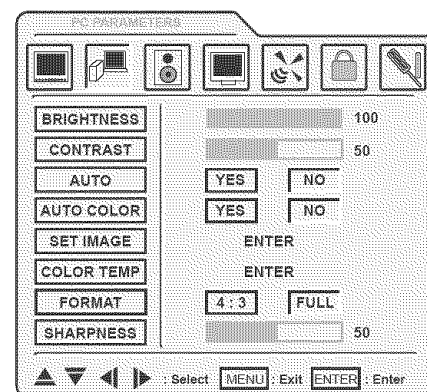 PC PARAMETERS
BRIGHTNESS 100
CONTRAST 50
AUTO YES NO
AUTO COLOR YES NO
SET IMAGE ENTER
COLOR TEMP ENTER
FORMAT 4 : 3 FULL
SHARPNESS 50
: Select MENU : Exit ENTER : Enter